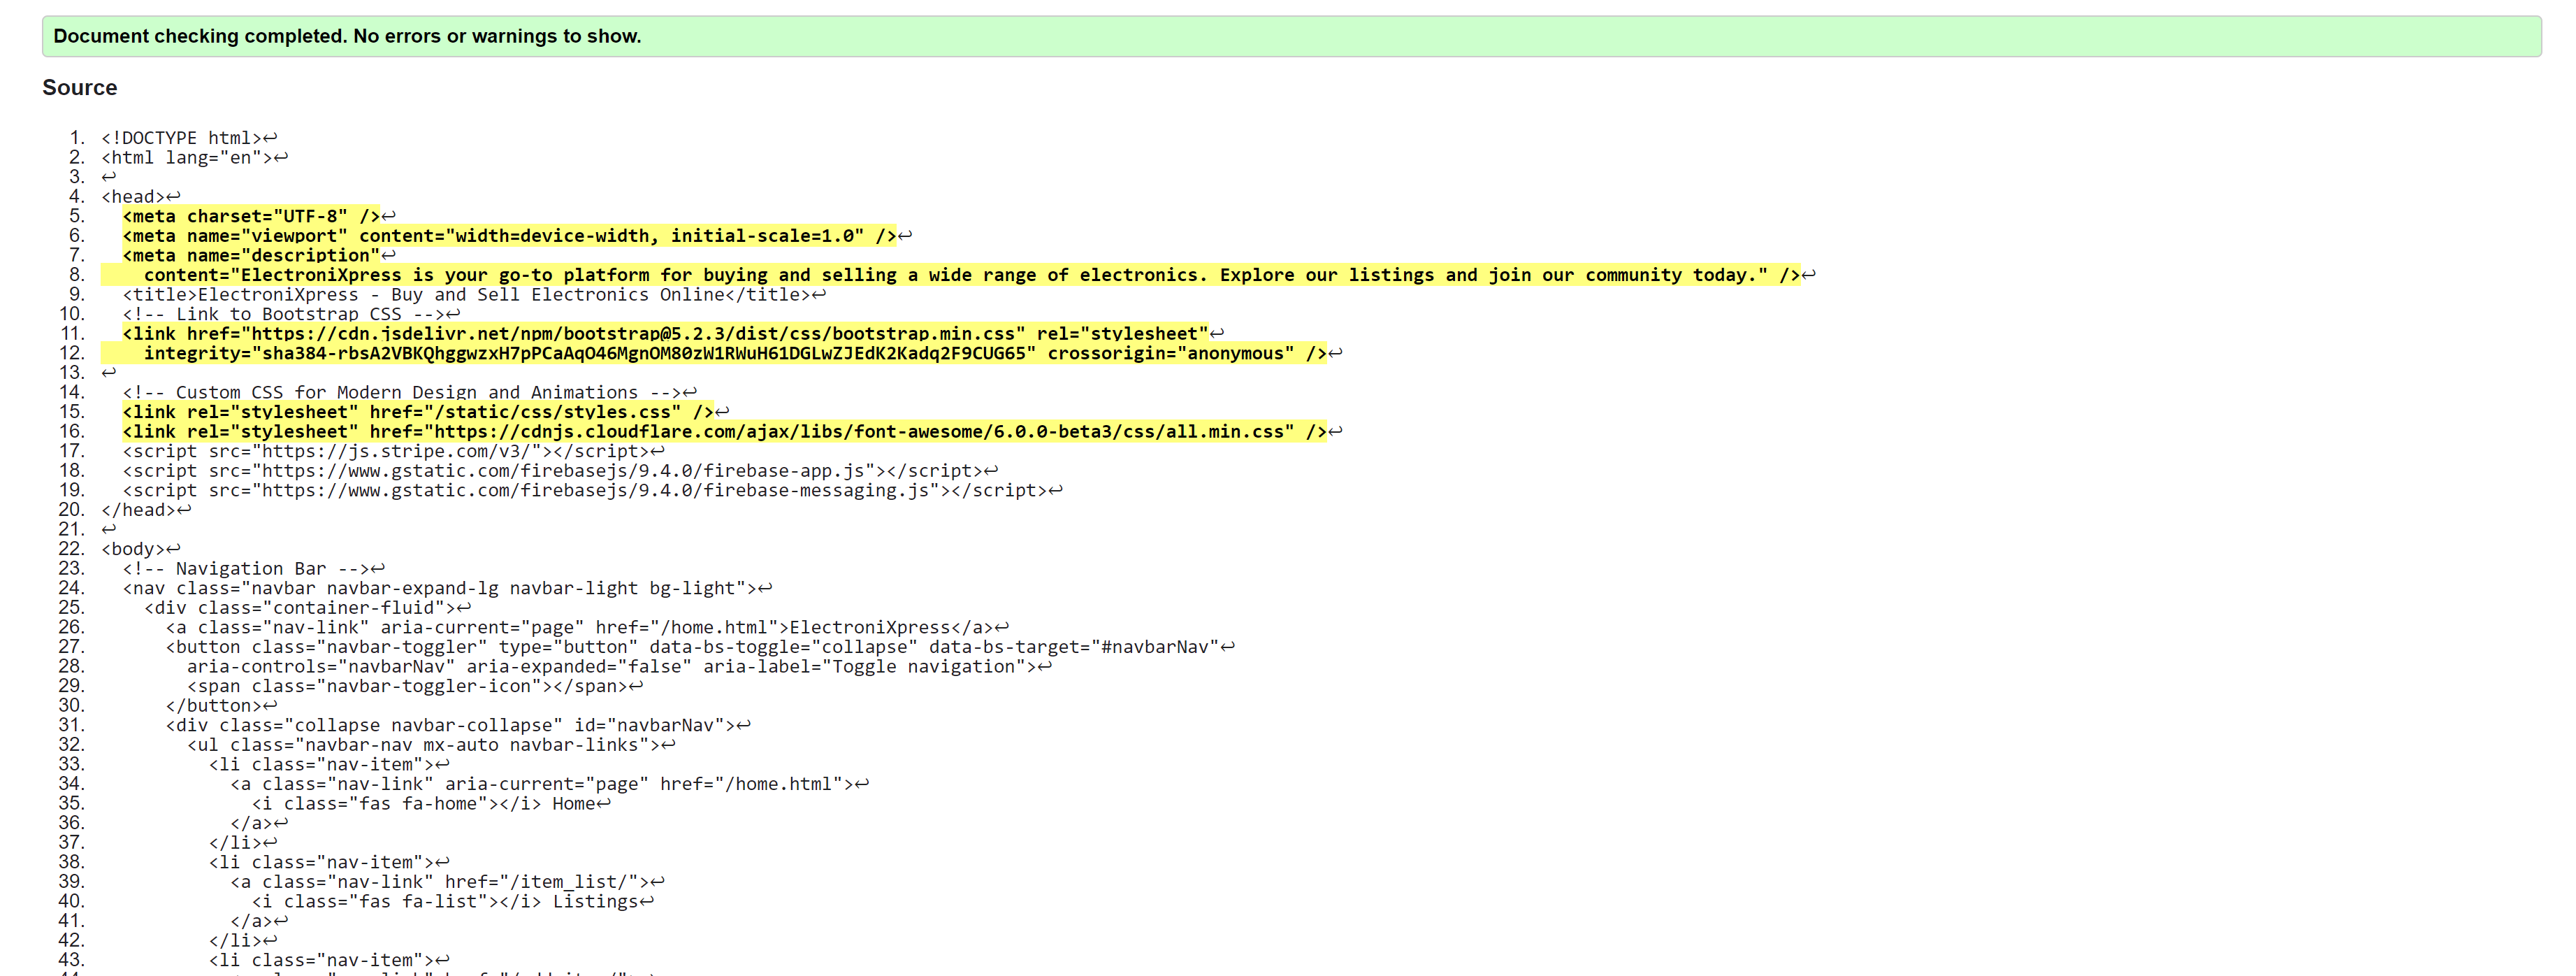 Document checking completed. No errors or warnings to show.
Source
1. <!DOCTYPE html>↩
2. <html lang="en">↩
3. ↩
4. <head>↩
5.   <meta charset="UTF-8" />↩
6.   <meta name="viewport" content="width=device-width, initial-scale=1.0" />↩
7.   <meta name="description"↩
8.     content="ElectroniXpress is your go-to platform for buying and selling a wide range of electronics. Explore our listings and join our community today." />↩
9.   <title>ElectroniXpress - Buy and Sell Electronics Online</title>↩
10.   <!-- Link to Bootstrap CSS -->↩
11.   <link href="https://cdn.jsdelivr.net/npm/bootstrap@5.2.3/dist/css/bootstrap.min.css" rel="stylesheet"↩
12.     integrity="sha384-rbsA2VBKQhggwzxH7pPCaAqO46MgnOM80zW1RWuH61DGLwZJEdK2Kadq2F9CUG65" crossorigin="anonymous" />↩
13. ↩
14.   <!-- Custom CSS for Modern Design and Animations -->↩
15.   <link rel="stylesheet" href="/static/css/styles.css" />↩
16.   <link rel="stylesheet" href="https://cdnjs.cloudflare.com/ajax/libs/font-awesome/6.0.0-beta3/css/all.min.css" />↩
17.   <script src="https://js.stripe.com/v3/"></script>↩
18.   <script src="https://www.gstatic.com/firebasejs/9.4.0/firebase-app.js"></script>↩
19.   <script src="https://www.gstatic.com/firebasejs/9.4.0/firebase-messaging.js"></script>↩
20. </head>↩
21. ↩
22. <body>↩
23.   <!-- Navigation Bar -->↩
24.   <nav class="navbar navbar-expand-lg navbar-light bg-light">↩
25.     <div class="container-fluid">↩
26.       <a class="nav-link" aria-current="page" href="/home.html">ElectroniXpress</a>↩
27.       <button class="navbar-toggler" type="button" data-bs-toggle="collapse" data-bs-target="#navbarNav"↩
28.         aria-controls="navbarNav" aria-expanded="false" aria-label="Toggle navigation">↩
29.         <span class="navbar-toggler-icon"></span>↩
30.       </button>↩
31.       <div class="collapse navbar-collapse" id="navbarNav">↩
32.         <ul class="navbar-nav mx-auto navbar-links">↩
33.           <li class="nav-item">↩
34.             <a class="nav-link" aria-current="page" href="/home.html">↩
35.               <i class="fas fa-home"></i> Home↩
36.             </a>↩
37.           </li>↩
38.           <li class="nav-item">↩
39.             <a class="nav-link" href="/item_list/">↩
40.               <i class="fas fa-list"></i> Listings↩
41.             </a>↩
42.           </li>↩
43.           <li class="nav-item">↩